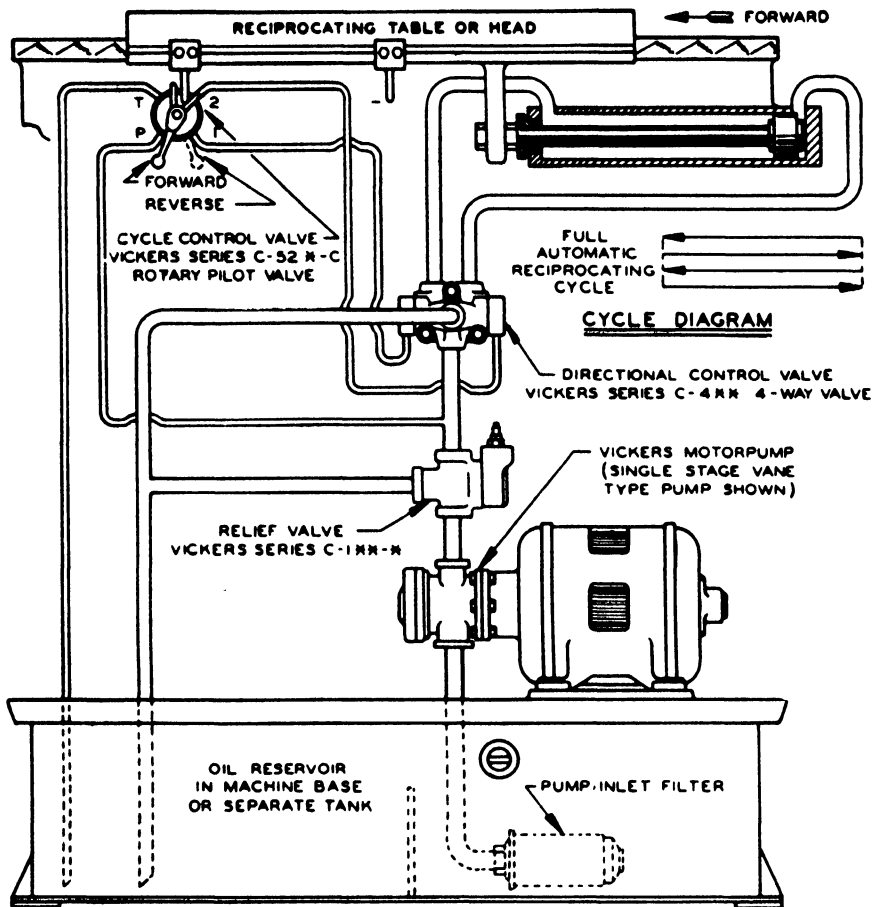 RECIPROCATING TABLE OR HEAD
FORWARD
T
2
P
1
FORWARD
REVERSE
CYCLE CONTROL VALVE
VICKERS SERIES C-52 *-C
ROTARY PILOT VALVE
FULL
AUTOMATIC
RECIPROCATING
CYCLE
CYCLE DIAGRAM
DIRECTIONAL CONTROL VALVE
VICKERS SERIES C-4** 4-WAY VALVE
VICKERS MOTORPUMP
(SINGLE STAGE VANE
TYPE PUMP SHOWN)
RELIEF VALVE
VICKERS SERIES C-1**-*
OIL RESERVOIR
IN MACHINE BASE
OR SEPARATE TANK
PUMP INLET FILTER